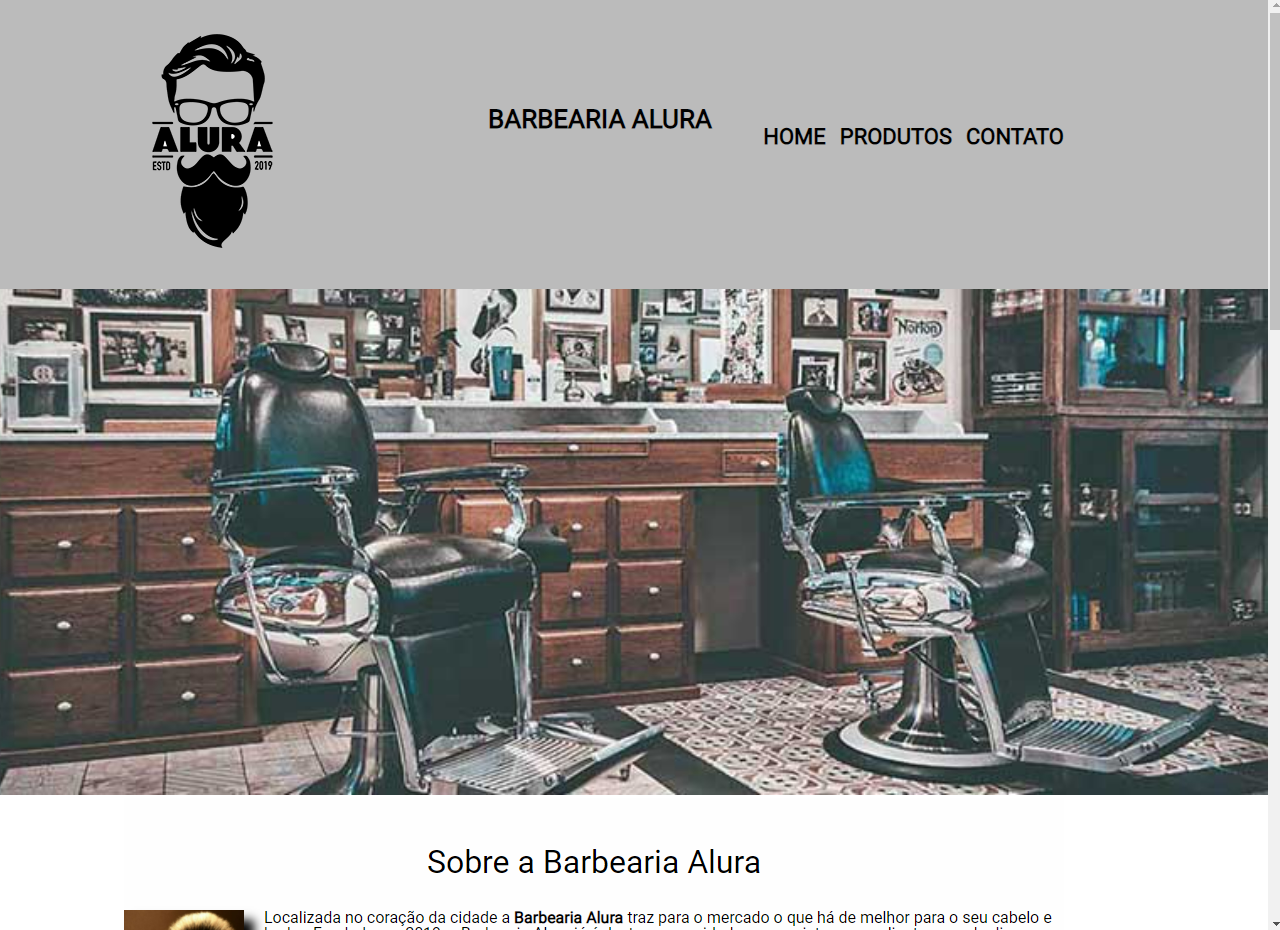 ALURA
ESTD 2019
BARBEARIA ALURA
HOME PRODUTOS CONTATO
Norton
Sobre a Barbearia Alura
Localizada no coração da cidade a Barbearia Alura traz para o mercado o que há de melhor para o seu cabelo e